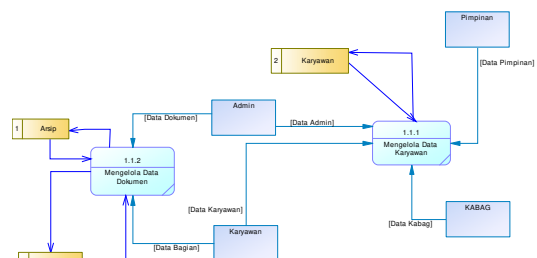 Pimpinan
2 Karyawan
[Data Pimpinan]
Admin
[Data Dokumen]
[Data Admin]
1 Arsip
1.1.1
Mengelola Data
Karyawan
1.1.2
Mengelola Data
Dokumen
[Data Karyawan]
KABAG
[Data Kabag]
Karyawan
[Data Bagian]